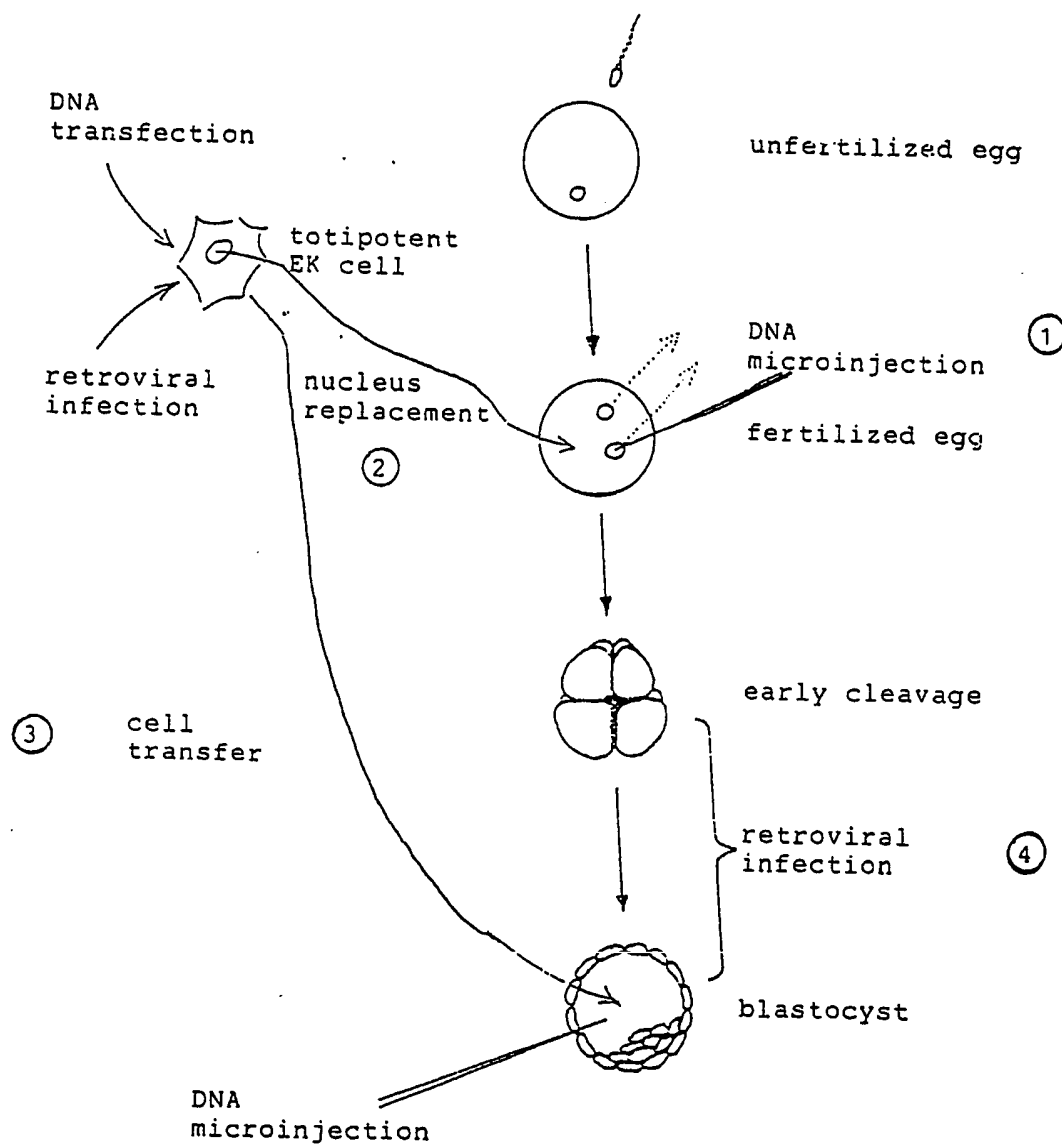 DNA
transfection
unfertilized egg
totipotent
EK cell
DNA
microinjection
1
retroviral
infection
nucleus
replacement
2
fertilized egg
early cleavage
3
cell
transfer
retroviral
infection
4
blastocyst
DNA
microinjection